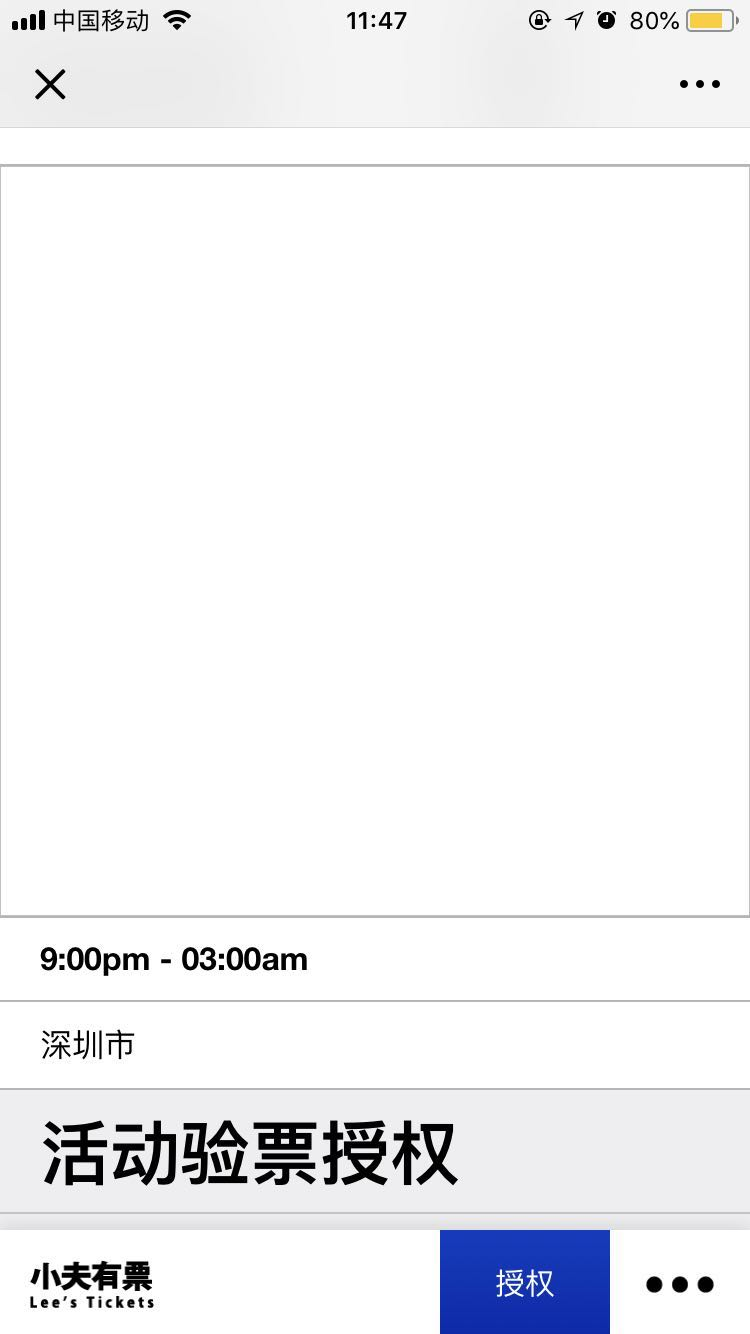 中国移动 11:47 80%
9:00pm - 03:00am
深圳市
活动验票授权
小夫有票
Lee's Tickets
授权